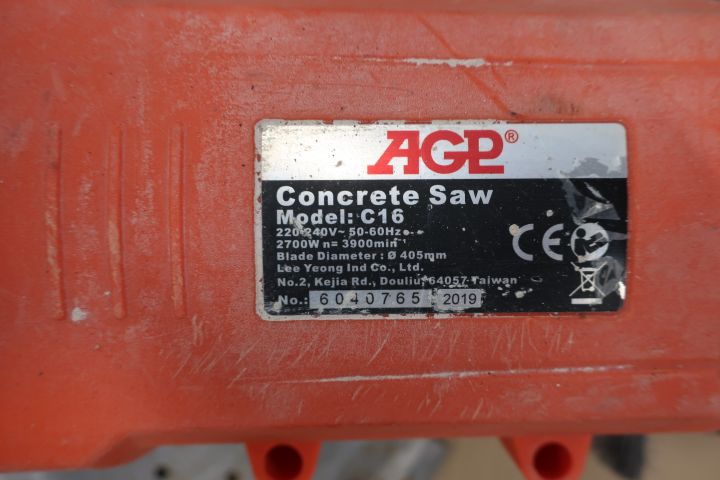 AGP®
Concrete Saw
Model: C16
220-240V~ 50-60Hz
2700W n= 3900min
Blade Diameter : Ø 405mm
Lee Yeong Ind Co., Ltd.
No.2, Kejia Rd., Douliu, 64057 Taiwan
No.: 6040765 2019
CE